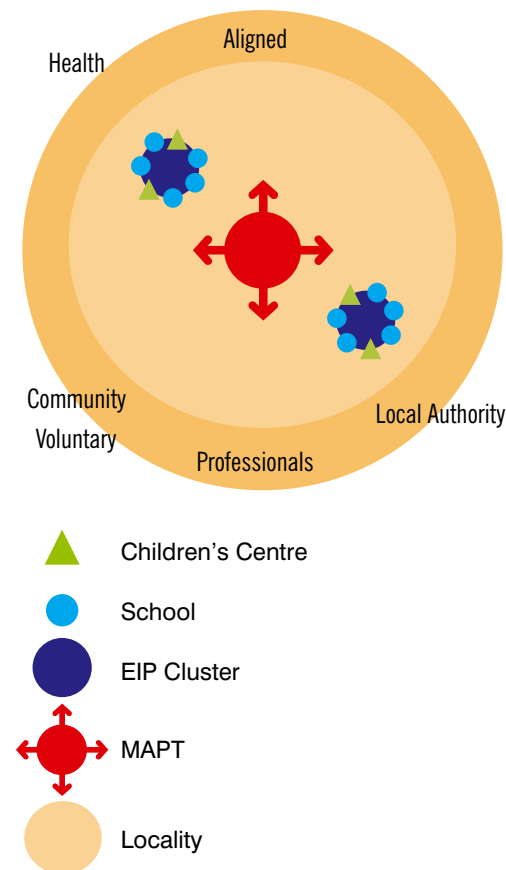 Aligned
Health
Community
Voluntary
Local Authority
Professionals
Children's Centre
School
EIP Cluster
MAPT
Locality